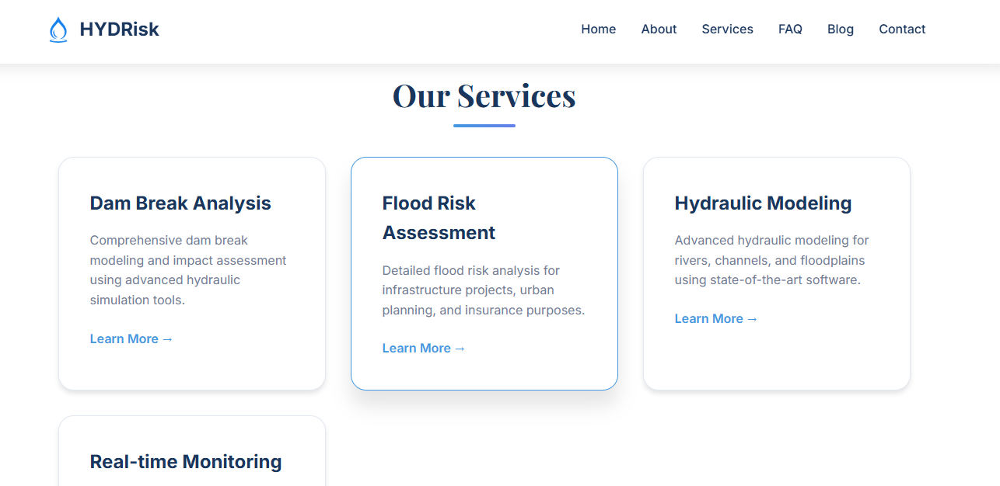 HYDRisk
Home About Services FAQ Blog Contact
Our Services
Dam Break Analysis
Comprehensive dam break
modeling and impact assessment
using advanced hydraulic
simulation tools.
Learn More →
Flood Risk
Assessment
Detailed flood risk analysis for
infrastructure projects, urban
planning, and insurance purposes.
Learn More →
Hydraulic Modeling
Advanced hydraulic modeling for
rivers, channels, and floodplains
using state-of-the-art software.
Learn More →
Real-time Monitoring